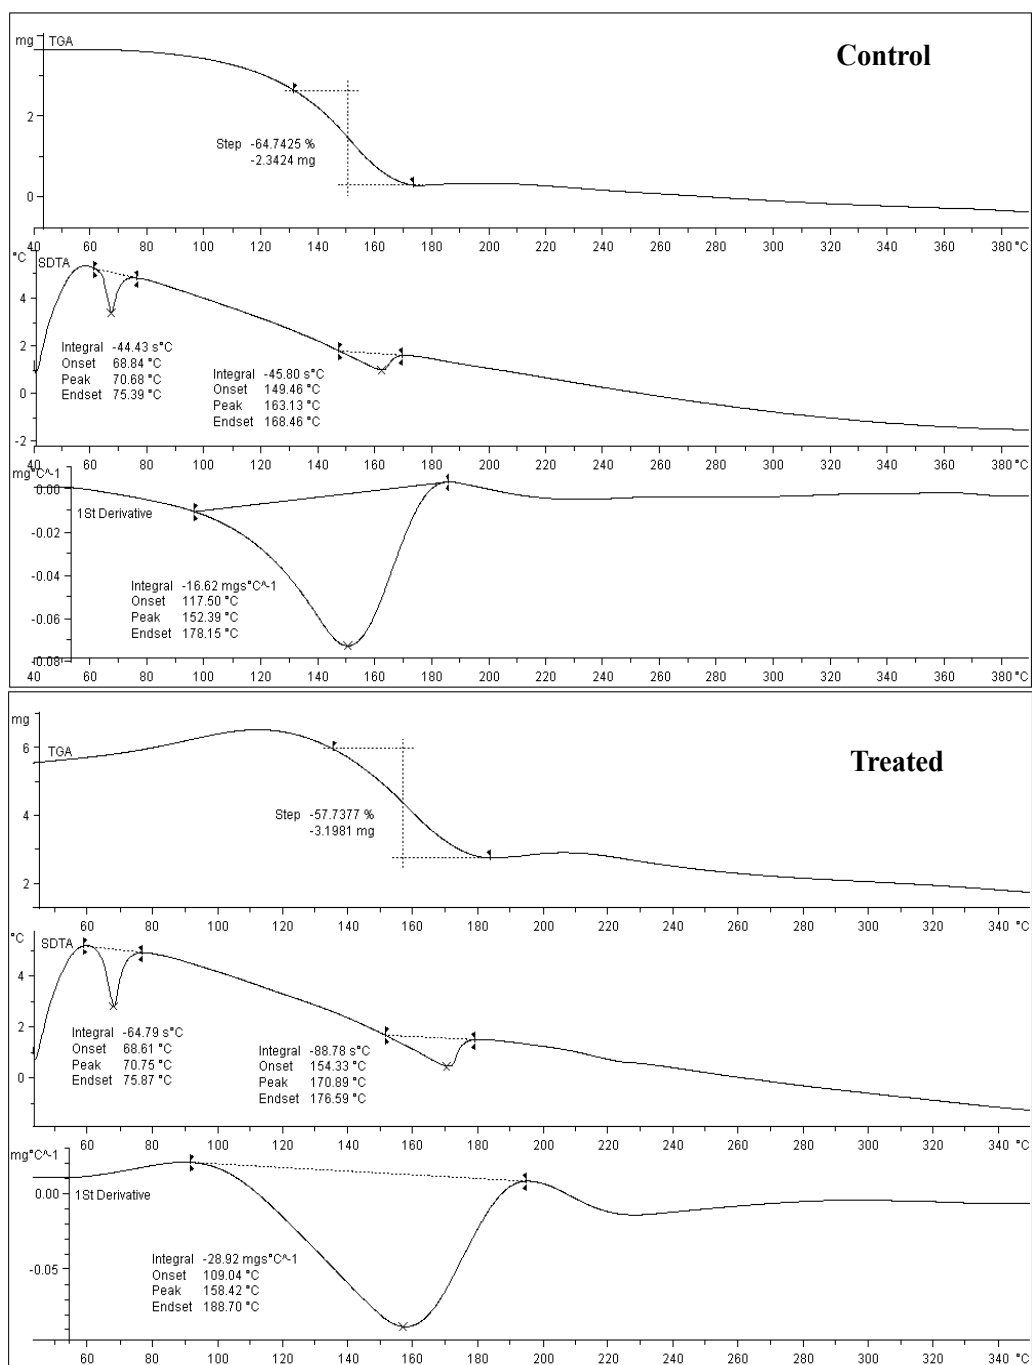 mg
TGA
Control
2
Step -64.7425 %
-2.3424 mg
0
40 60 80 100 120 140 160 180 200 220 240 260 280 300 320 340 360 380 °C
°C
SDTA
4
Integral -44.43 s°C
Onset 68.84 °C
Peak 70.68 °C
Endset 75.39 °C
2
Integral -45.80 s°C
Onset 149.46 °C
Peak 163.13 °C
Endset 168.46 °C
0
-2
40 60 80 100 120 140 160 180 200 220 240 260 280 300 320 340 360 380 °C
mg°C^-1
0.00
1St Derivative
-0.02
-0.04
Integral -16.62 mgs°C^-1
Onset 117.50 °C
Peak 152.39 °C
Endset 178.15 °C
-0.06
-0.08
40 60 80 100 120 140 160 180 200 220 240 260 280 300 320 340 360 380 °C
mg
6
TGA
Treated
4
Step -57.7377 %
-3.1981 mg
2
60 80 100 120 140 160 180 200 220 240 260 280 300 320 340 °C
°C
SDTA
4
2
Integral -64.79 s°C
Onset 68.61 °C
Peak 70.75 °C
Endset 75.87 °C
Integral -88.78 s°C
Onset 154.33 °C
Peak 170.89 °C
Endset 176.59 °C
0
60 80 100 120 140 160 180 200 220 240 260 280 300 320 340 °C
mg°C^-1
0.00
1St Derivative
-0.05
Integral -28.92 mgs°C^-1
Onset 109.04 °C
Peak 158.42 °C
Endset 188.70 °C
60 80 100 120 140 160 180 200 220 240 260 280 300 320 340 °C